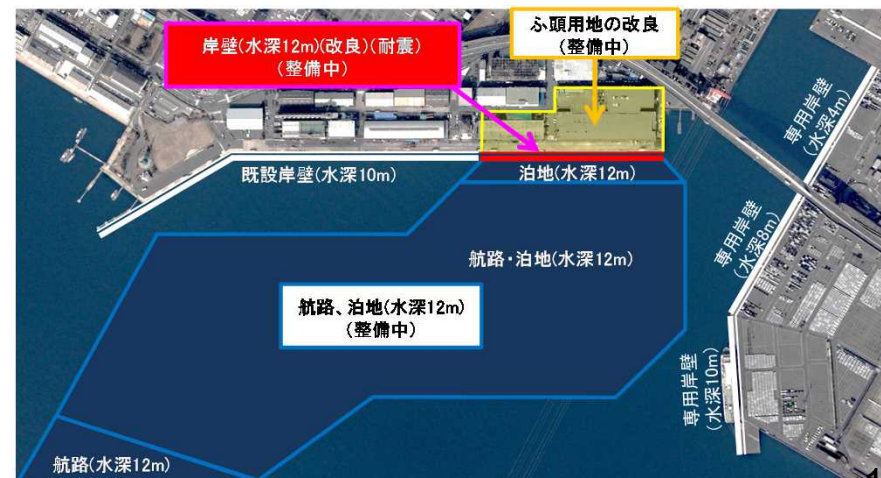 岸壁(水深12m)(改良)(耐震)
(整備中)
ふ頭用地の改良
(整備中)
専用岸壁
(水深4m)
既設岸壁(水深10m)
泊地(水深12m)
専用岸壁
(水深8m)
航路・泊地(水深12m)
航路、泊地(水深12m)
(整備中)
専用岸壁
(水深10m)
航路(水深12m)